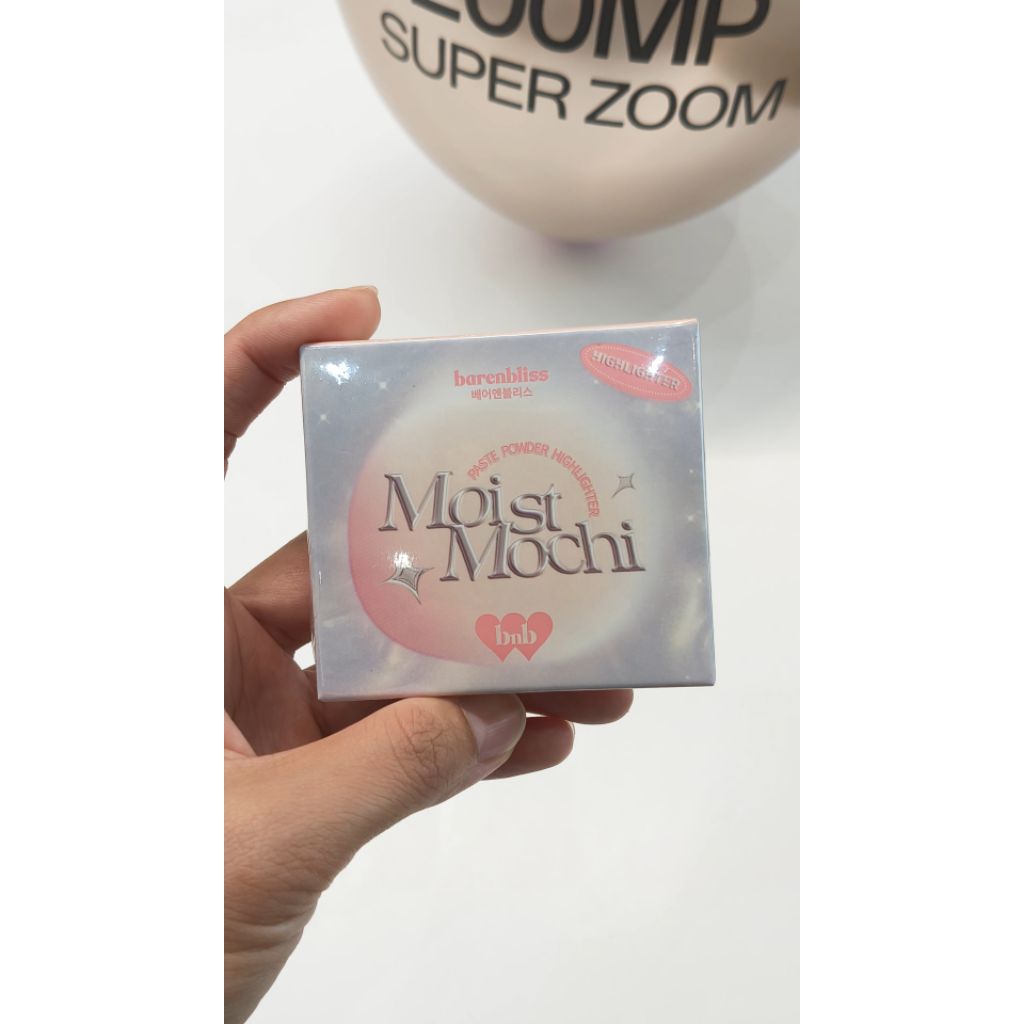 200MP
SUPER ZOOM
barenbliss
베어앤블리스
HIGHLIGHTER
PASTE POWDER HIGHLIGHTER
Moist
Mochi
bnb